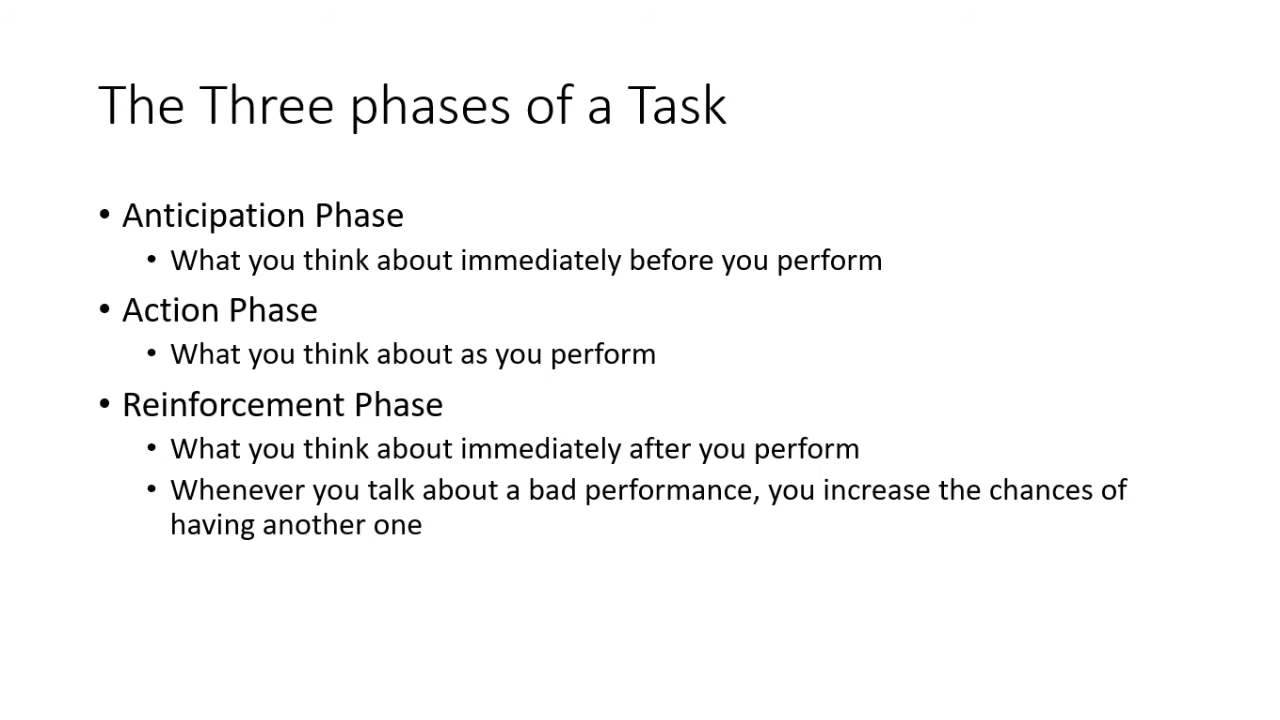 The Three phases of a Task
• Anticipation Phase
• What you think about immediately before you perform
• Action Phase
• What you think about as you perform
• Reinforcement Phase
• What you think about immediately after you perform
• Whenever you talk about a bad performance, you increase the chances of
having another one